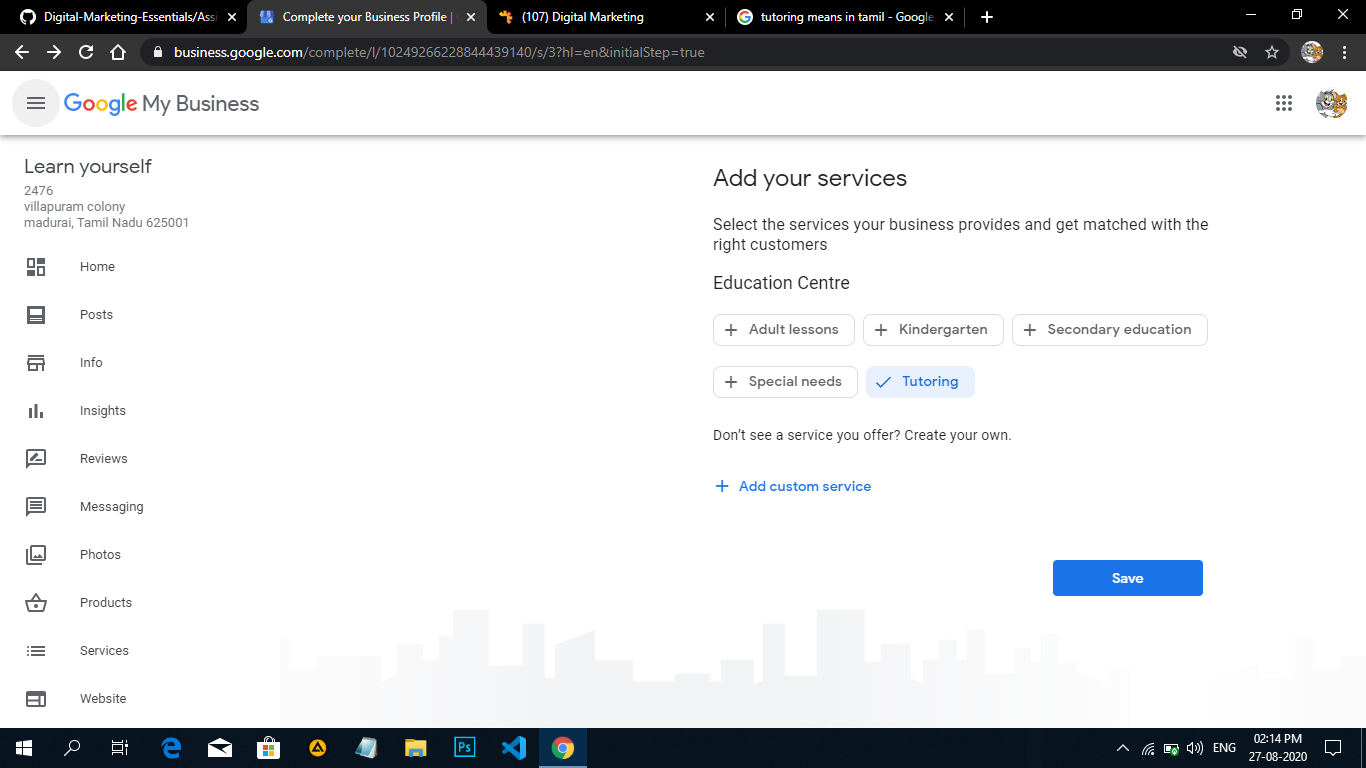 Digital-Marketing-Essentials/Assi
Complete your Business Profile |
(107) Digital Marketing
tutoring means in tamil - Google
business.google.com/complete/l/10249266228844439140/s/3?hl=en&initialStep=true
Google My Business
Learn yourself
2476
villapuram colony
madurai, Tamil Nadu 625001
Home
Posts
Info
Insights
Reviews
Messaging
Photos
Products
Services
Website
Add your services
Select the services your business provides and get matched with the
right customers
Education Centre
+ Adult lessons + Kindergarten + Secondary education
+ Special needs ✓ Tutoring
Don’t see a service you offer? Create your own.
+ Add custom service
Save
Ps
ENG
02:14 PM
27-08-2020